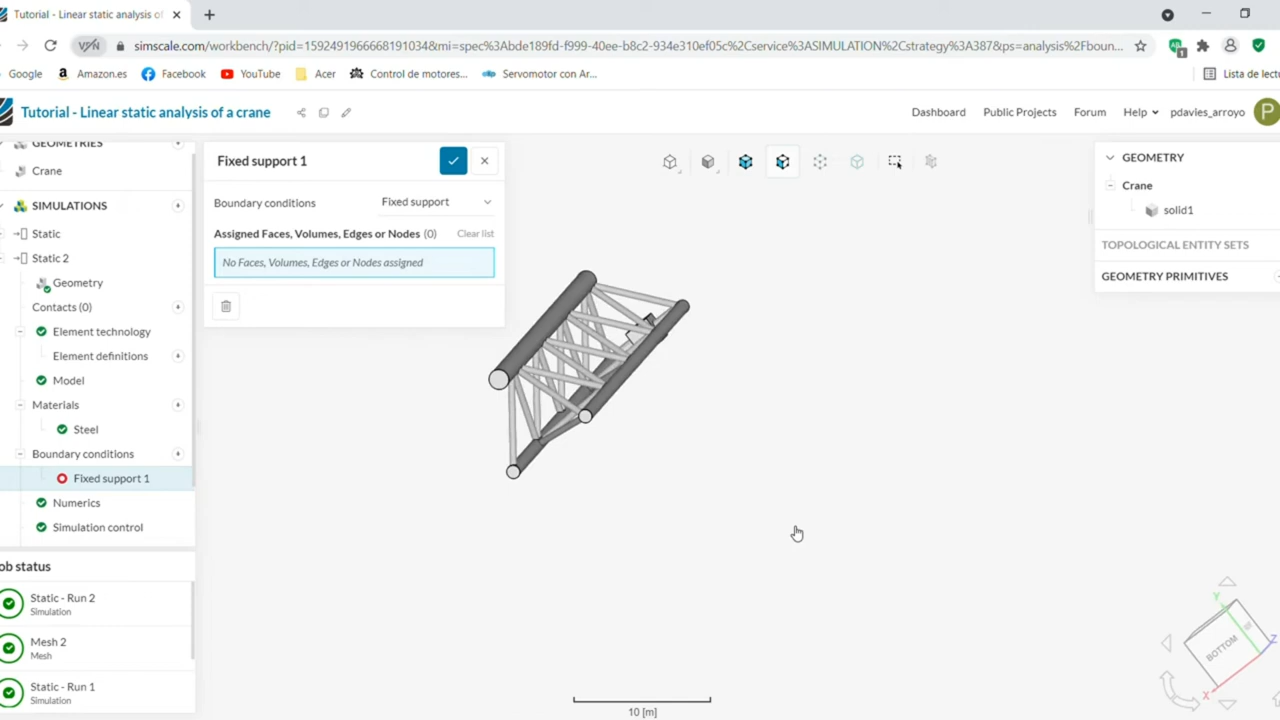 Tutorial - Linear static analysis of
VPN simscale.com/workbench/?pid=1592491966668191034&mi=spec%3Abde189fd-f999-40ee-b8c2-934e310ef05c%2Cservice%3ASIMULATION%2Cstrategy%3A387&ps=analysis%2Fboun...
Google Amazon.es Facebook YouTube Acer Control de motores... Servomotor con Ar... Lista de lectu
Tutorial - Linear static analysis of a crane
Dashboard Public Projects Forum Help pdavies_arroyo P
GEOMETRIES
Crane
SIMULATIONS
Static
Static 2
Geometry
Contacts (0)
Element technology
Element definitions
Model
Materials
Steel
Boundary conditions
Fixed support 1
Numerics
Simulation control
ob status
Static - Run 2
Simulation
Mesh 2
Mesh
Static - Run 1
Simulation
Fixed support 1
Boundary conditions Fixed support
Assigned Faces, Volumes, Edges or Nodes (0) Clear list
No Faces, Volumes, Edges or Nodes assigned
GEOMETRY
Crane
solid1
TOPOLOGICAL ENTITY SETS
GEOMETRY PRIMITIVES
10 [m]
Y
Z
BOTTOM
X